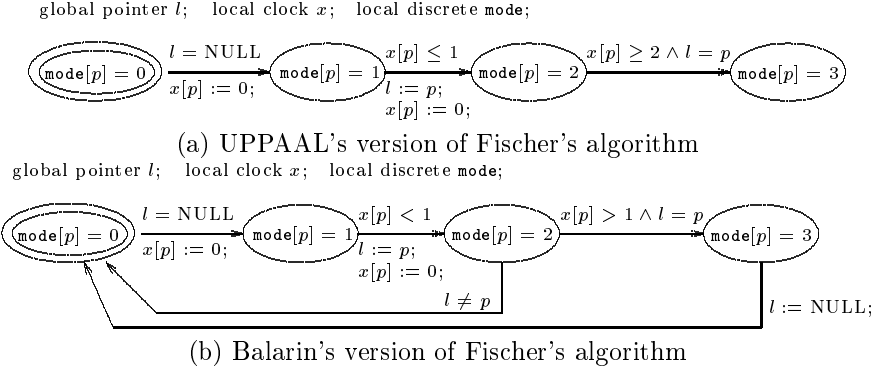 global pointer l; local clock x; local discrete mode;
l = NULL
x[p] ≤ 1
x[p] ≥ 2 ∧ l = p
mode[p] = 0
mode[p] = 1
mode[p] = 2
mode[p] = 3
x[p] := 0;
l := p;
x[p] := 0;
(a) UPPAAL's version of Fischer's algorithm
global pointer l; local clock x; local discrete mode;
l = NULL
x[p] < 1
x[p] > 1 ∧ l = p
mode[p] = 0
mode[p] = 1
mode[p] = 2
mode[p] = 3
x[p] := 0;
l := p;
x[p] := 0;
l ≠ p
l := NULL;
(b) Balarin's version of Fischer's algorithm